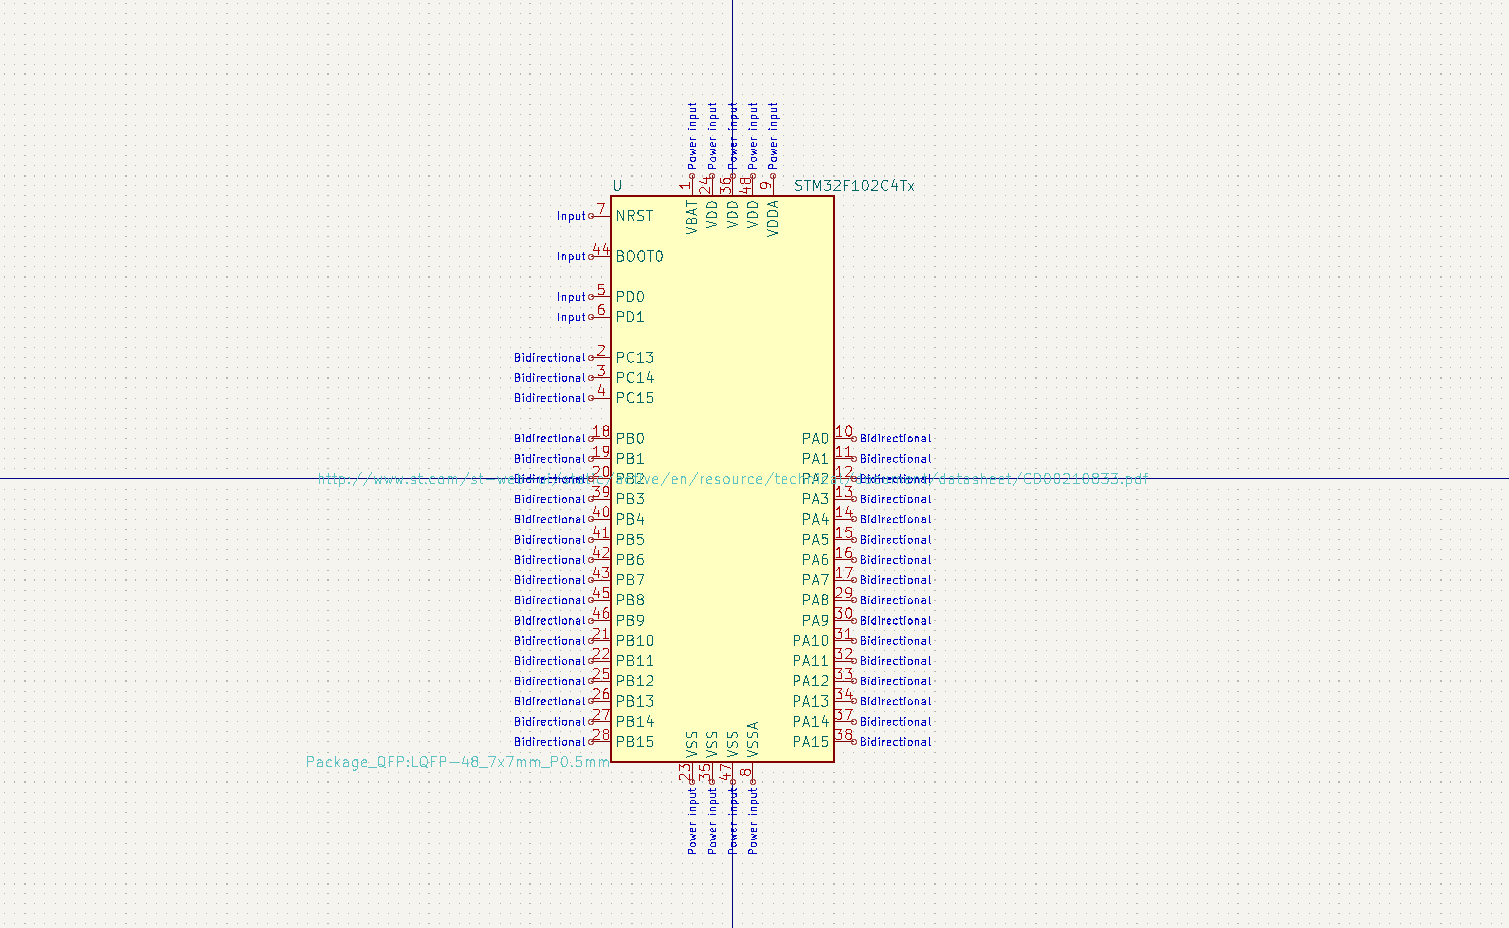 Power input Power input Power input Power input Power input
1 24 36 48 9
U STM32F102C4Tx
VBAT VDD VDD VDD VDDA
Input 7 NRST
Input 44 BOOT0
Input 5 PD0
Input 6 PD1
Bidirectional 2 PC13
Bidirectional 3 PC14
Bidirectional 4 PC15
Bidirectional 18 PB0 PA0 10 Bidirectional
Bidirectional 19 PB1 PA1 11 Bidirectional
Bidirectional 20 PB2 PA2 12 Bidirectional
http://www.st.com/st-web-ui/static/active/en/resource/technical/document/datasheet/CD00210833.pdf
Bidirectional 39 PB3 PA3 13 Bidirectional
Bidirectional 40 PB4 PA4 14 Bidirectional
Bidirectional 41 PB5 PA5 15 Bidirectional
Bidirectional 42 PB6 PA6 16 Bidirectional
Bidirectional 43 PB7 PA7 17 Bidirectional
Bidirectional 45 PB8 PA8 29 Bidirectional
Bidirectional 46 PB9 PA9 30 Bidirectional
Bidirectional 21 PB10 PA10 31 Bidirectional
Bidirectional 22 PB11 PA11 32 Bidirectional
Bidirectional 25 PB12 PA12 33 Bidirectional
Bidirectional 26 PB13 PA13 34 Bidirectional
Bidirectional 27 PB14 PA14 37 Bidirectional
Bidirectional 28 PB15 PA15 38 Bidirectional
VSS VSS VSS VSSA
Package_QFP:LQFP-48_7x7mm_P0.5mm
23 35 47 8
Power input Power input Power input Power input